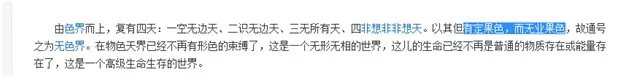 由色界而上，复有四天：一空无边天、二识无边天、三无所有天、四非想非非想天。以其但有定果色，而无业果色，故通号
之为无色界。在物色天界已经不再有形色的束缚了，这是一个无形无相的世界，这儿的生命已经不再是普通的物质存在或能量存
在了，这是一个高级生命生存的世界。